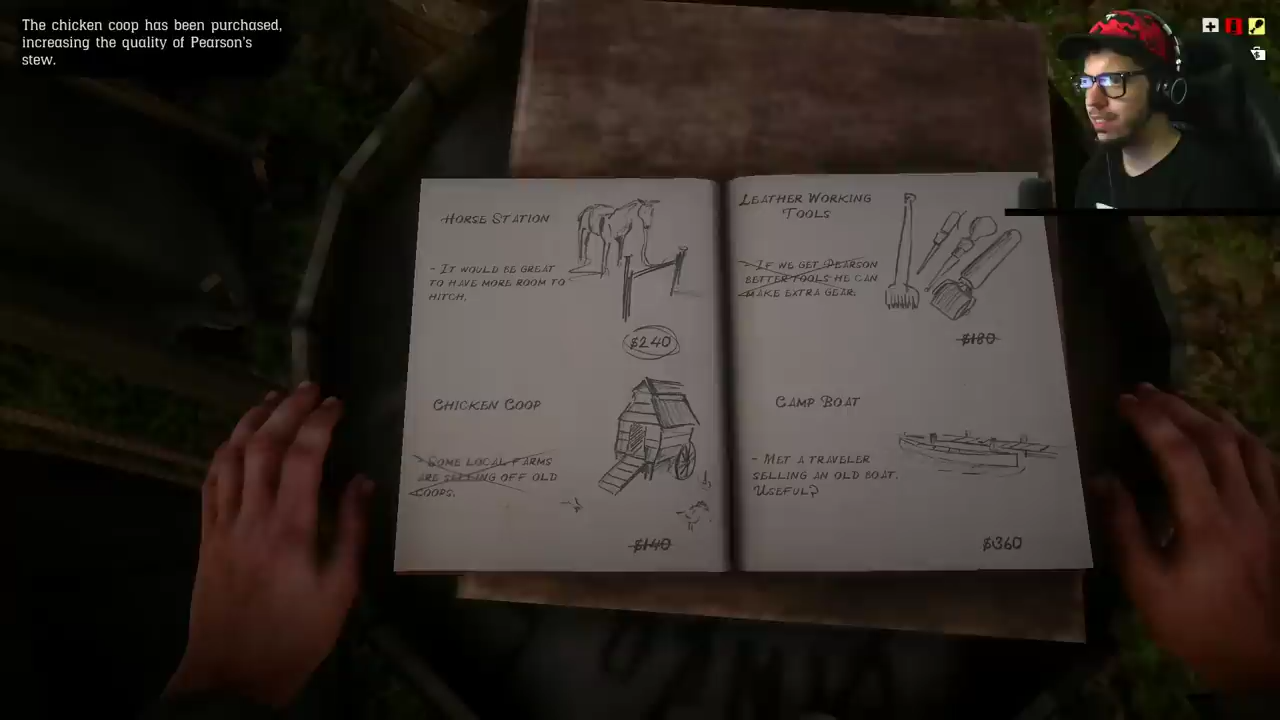 The chicken coop has been purchased,
increasing the quality of Pearson's
stew.
Horse Station
- It would be great
to have more room to
hitch.
$240
Chicken Coop
- Some local farms
are selling off old
coops.
$140
Leather Working
Tools
- If we get Pearson
better tools he can
make extra gear.
$180
Camp Boat
- Met a traveler
selling an old boat.
Useful?
$360